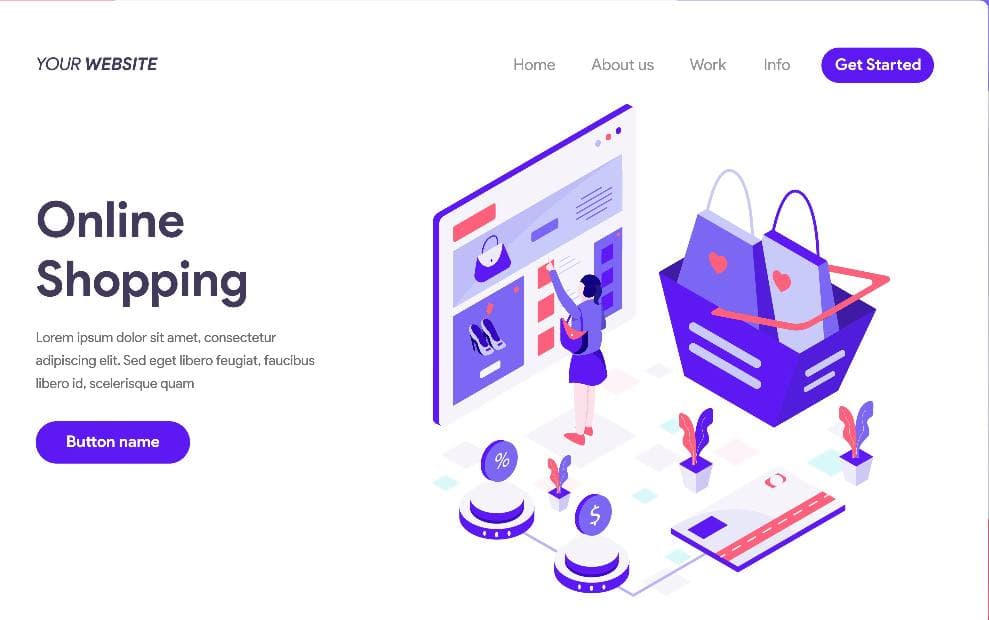 YOUR WEBSITE
Home About us Work Info Get Started
Online
Shopping
Lorem ipsum dolor sit amet, consectetur
adipiscing elit. Sed eget libero feugiat, faucibus
libero id, scelerisque quam
Button name
%
$